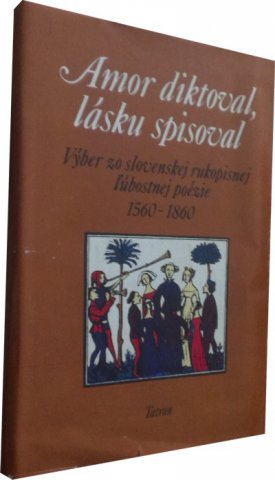 Amor diktoval,
lásku spisoval
Výber zo slovenskej rukopisnej
ľúbostnej poézie
1560-1860
Tatran